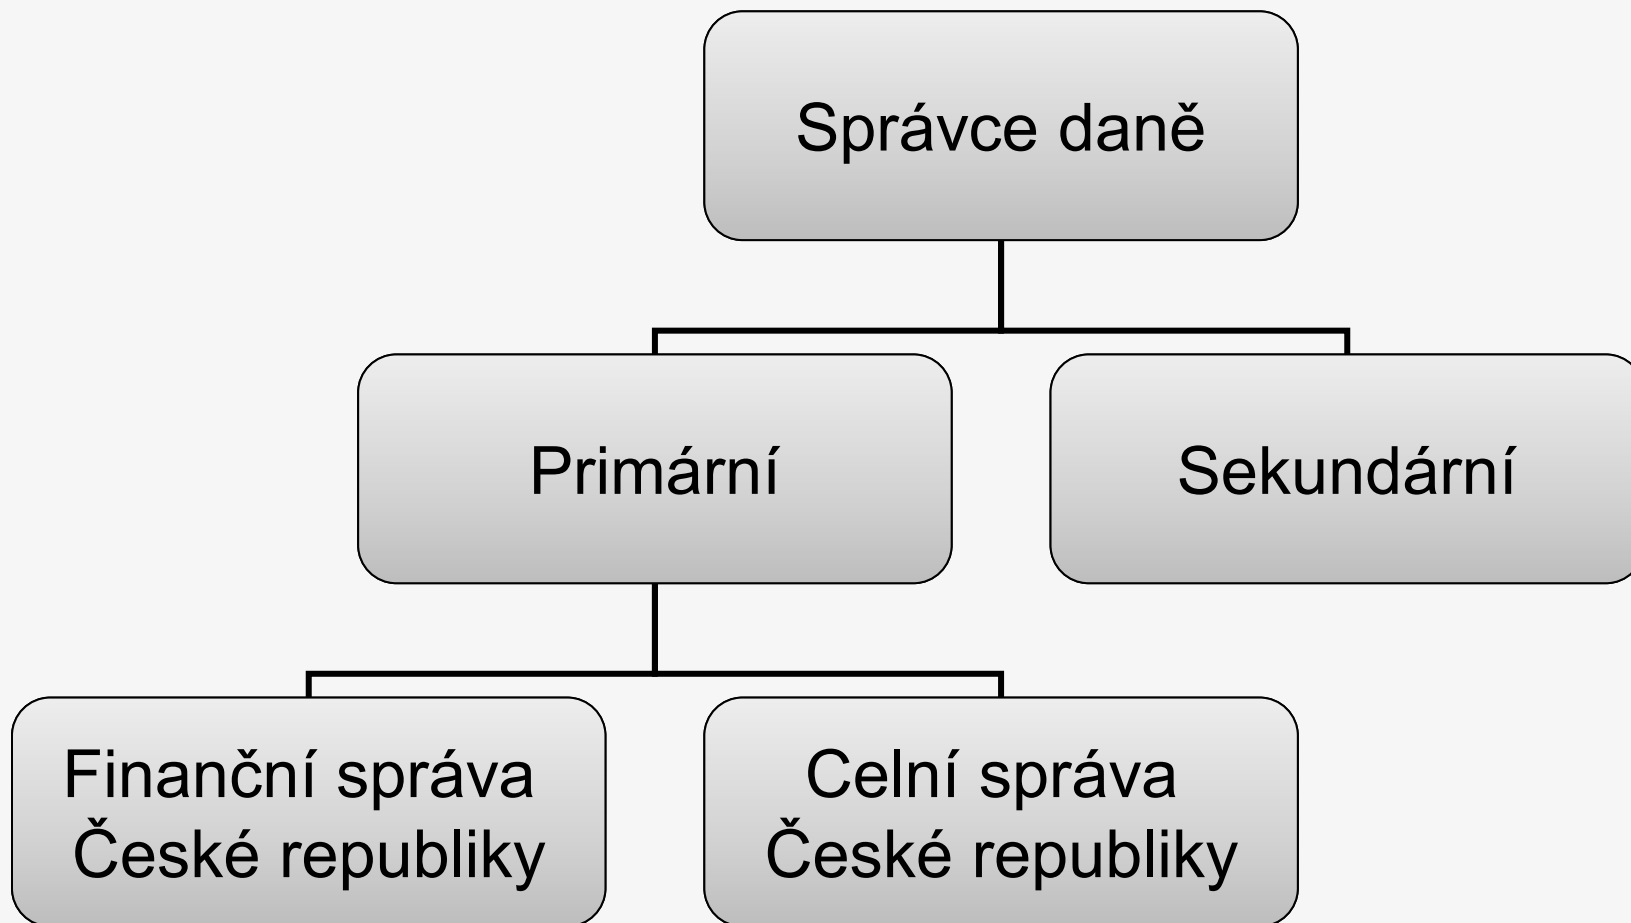 Správce daně
Primární
Sekundární
Finanční správa
České republiky
Celní správa
České republiky